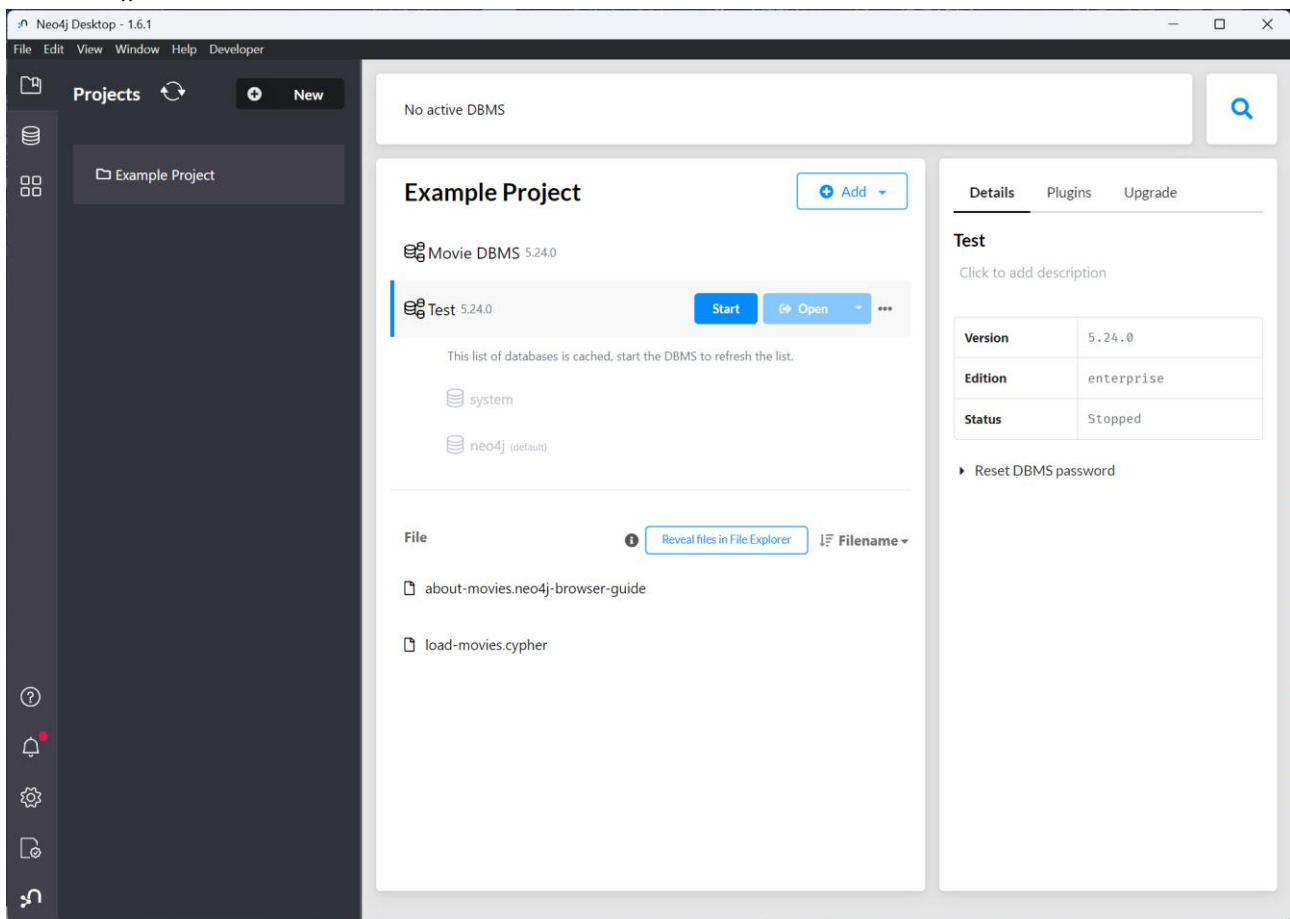 Neo4j Desktop - 1.6.1
File Edit View Window Help Developer
Projects
New
Example Project
No active DBMS
Example Project
Add
Movie DBMS 5.24.0
Test 5.24.0
Start
Open
This list of databases is cached, start the DBMS to refresh the list.
system
neo4j (default)
File
Reveal files in File Explorer
Filename
about-movies.neo4j-browser-guide
load-movies.cypher
Details Plugins Upgrade
Test
Click to add description
Version 5.24.0
Edition enterprise
Status Stopped
Reset DBMS password